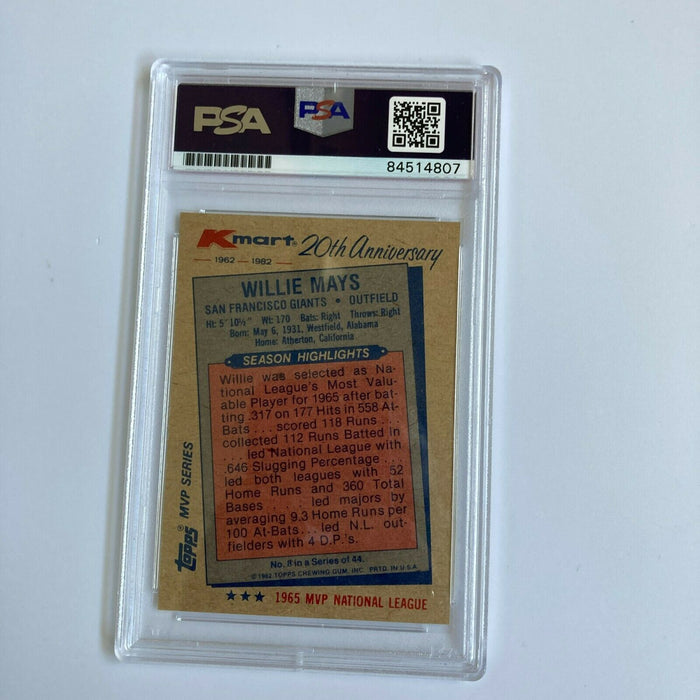 PSA
PSA
84514807
Kmart® 20th Anniversary
1962 — 1982
WILLIE MAYS
SAN FRANCISCO GIANTS • OUTFIELD
Ht: 5' 10½" Wt: 170 Bats: Right Throws: Right
Born: May 6, 1931, Westfield, Alabama
Home: Atherton, California
SEASON HIGHLIGHTS
Willie was selected as Na-
tional League's Most Valu-
able Player for 1965 after bat-
ting .317 on 177 Hits in 558 At-
Bats . . . scored 118 Runs . . .
collected 112 Runs Batted In
. . . led National League with
.646 Slugging Percentage . . .
led both leagues with 52
Home Runs and 360 Total
Bases . . . led majors by
averaging 9.3 Home Runs per
100 At-Bats . . . led N.L. out-
fielders with 4 D.P.'s.
No. 8 in a Series of 44
© 1982 TOPPS CHEWING GUM, INC. PRTD. IN U.S.A.
topps® MVP SERIES
★★★ 1965 MVP NATIONAL LEAGUE